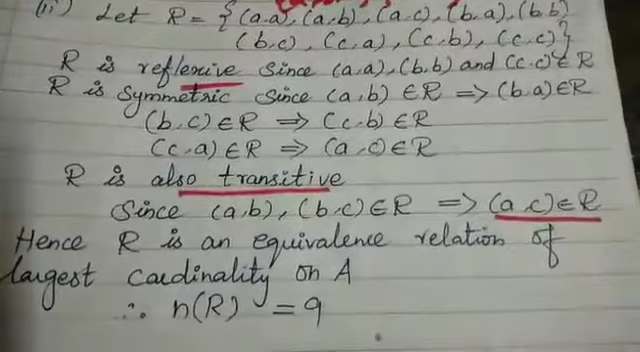 (ii) Let R = {(a,a), (a,b), (a,c), (b,a), (b,b)
(b,c), (c,a), (c,b), (c,c)}
R is reflexive since (a,a), (b,b) and (c,c) ∈ R
R is symmetric since (a,b) ∈ R ⟹ (b,a) ∈ R
(b,c) ∈ R ⟹ (c,b) ∈ R
(c,a) ∈ R ⟹ (a,c) ∈ R
R is also transitive
since (a,b), (b,c) ∈ R ⟹ (a,c) ∈ R
Hence R is an equivalence relation of
largest cardinality on A
∴ n(R) = 9